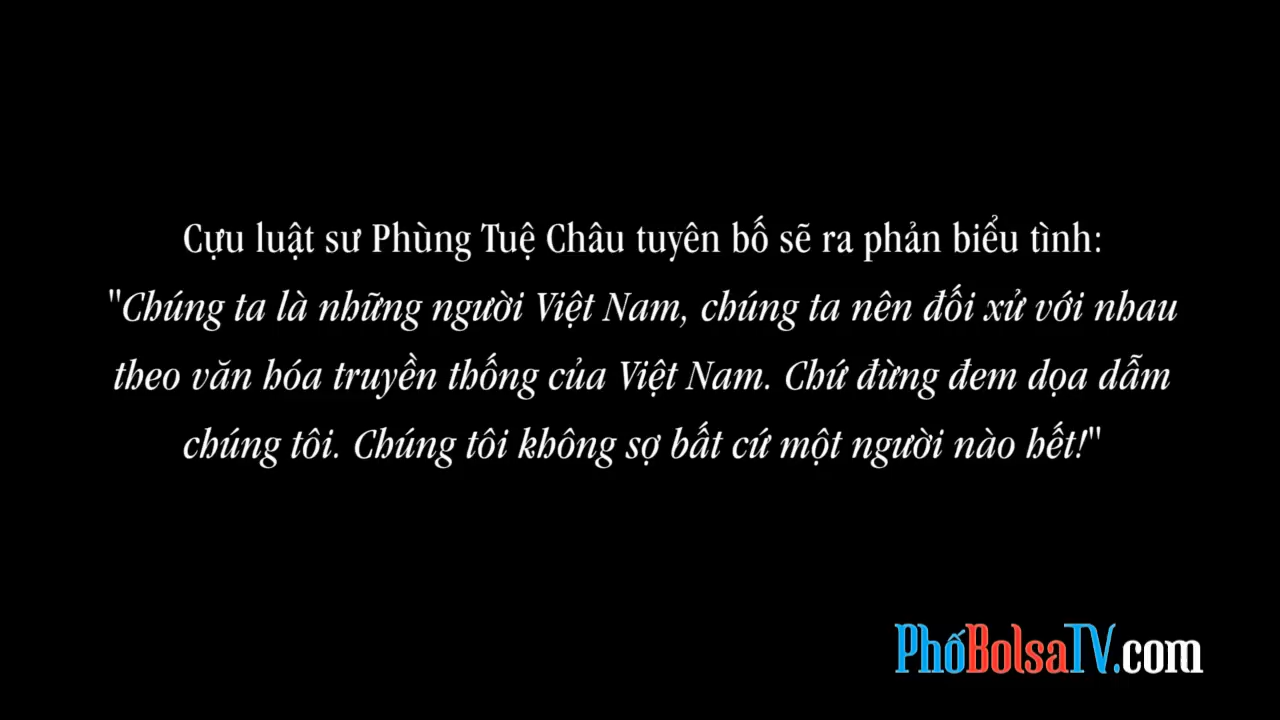 Cựu luật sư Phùng Tuệ Châu tuyên bố sẽ ra phản biểu tình:
"Chúng ta là những người Việt Nam, chúng ta nên đối xử với nhau
theo văn hóa truyền thống của Việt Nam. Chứ đừng đem dọa dẫm
chúng tôi. Chúng tôi không sợ bất cứ một người nào hết!"
PhốBolsaTV.com